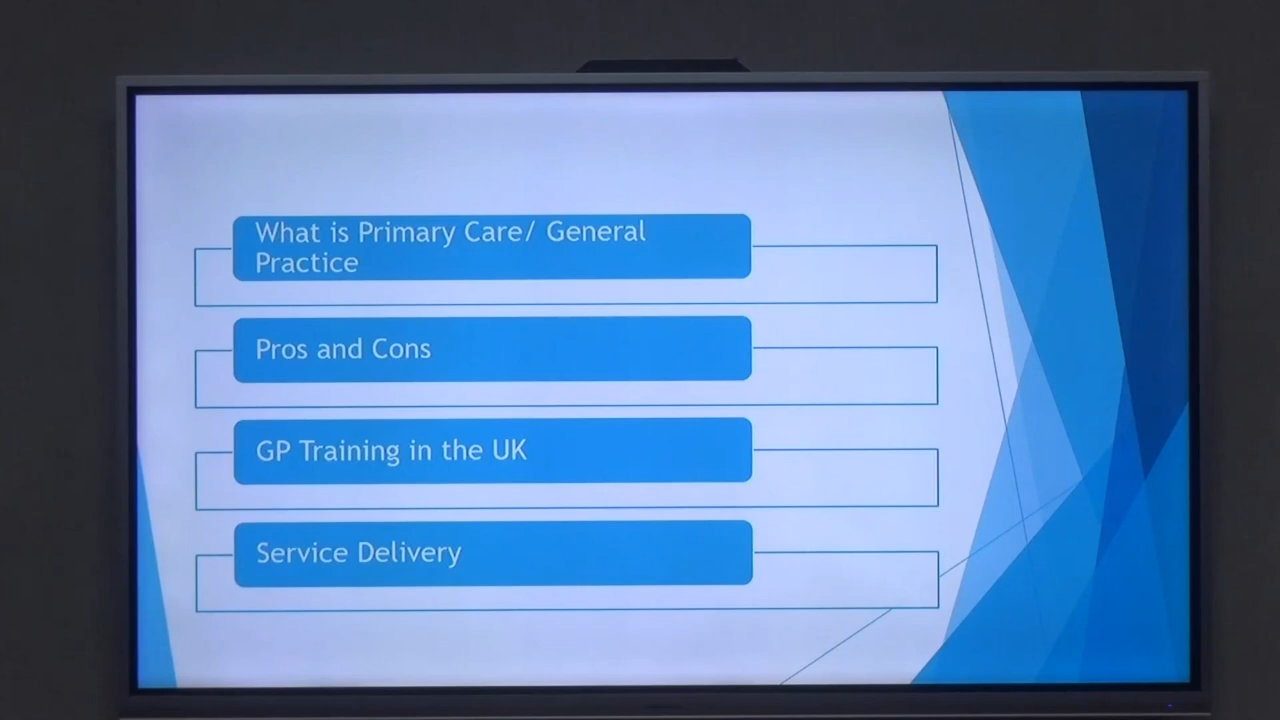 What is Primary Care/ General
Practice
Pros and Cons
GP Training in the UK
Service Delivery